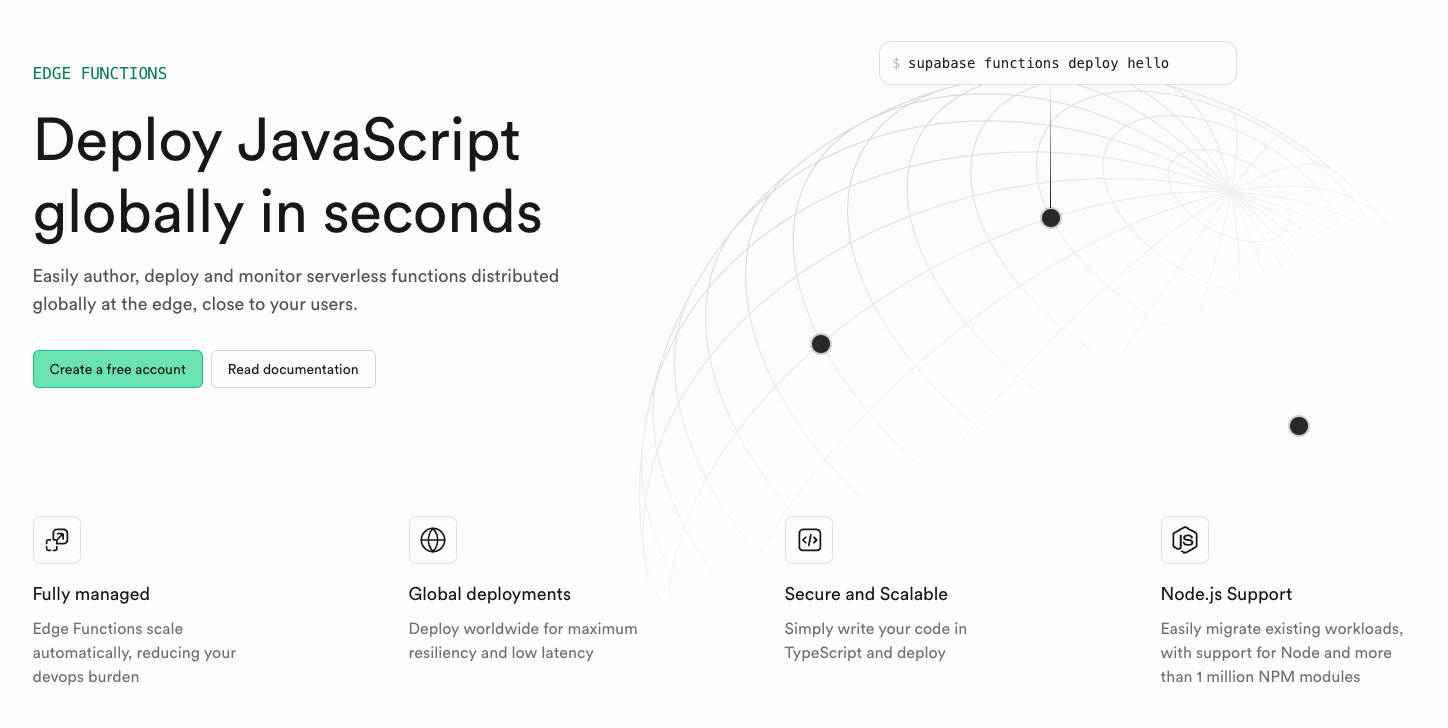 EDGE FUNCTIONS
Deploy JavaScript
globally in seconds
Easily author, deploy and monitor serverless functions distributed
globally at the edge, close to your users.
Create a free account
Read documentation
$ supabase functions deploy hello
Fully managed
Edge Functions scale
automatically, reducing your
devops burden
Global deployments
Deploy worldwide for maximum
resiliency and low latency
Secure and Scalable
Simply write your code in
TypeScript and deploy
JS
Node.js Support
Easily migrate existing workloads,
with support for Node and more
than 1 million NPM modules